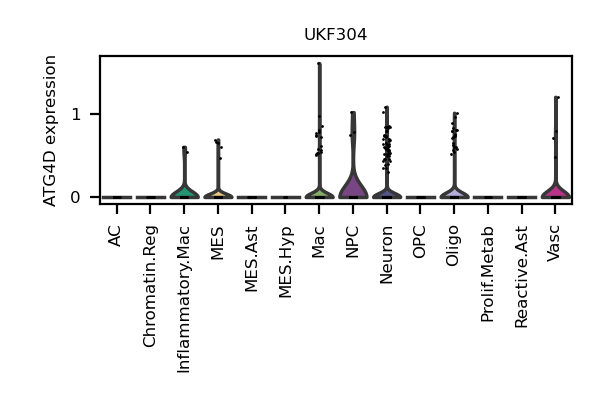 UKF304
ATG4D expression
1
0
AC
Chromatin.Reg
Inflammatory.Mac
MES
MES.Ast
MES.Hyp
Mac
NPC
Neuron
OPC
Oligo
Prolif.Metab
Reactive.Ast
Vasc